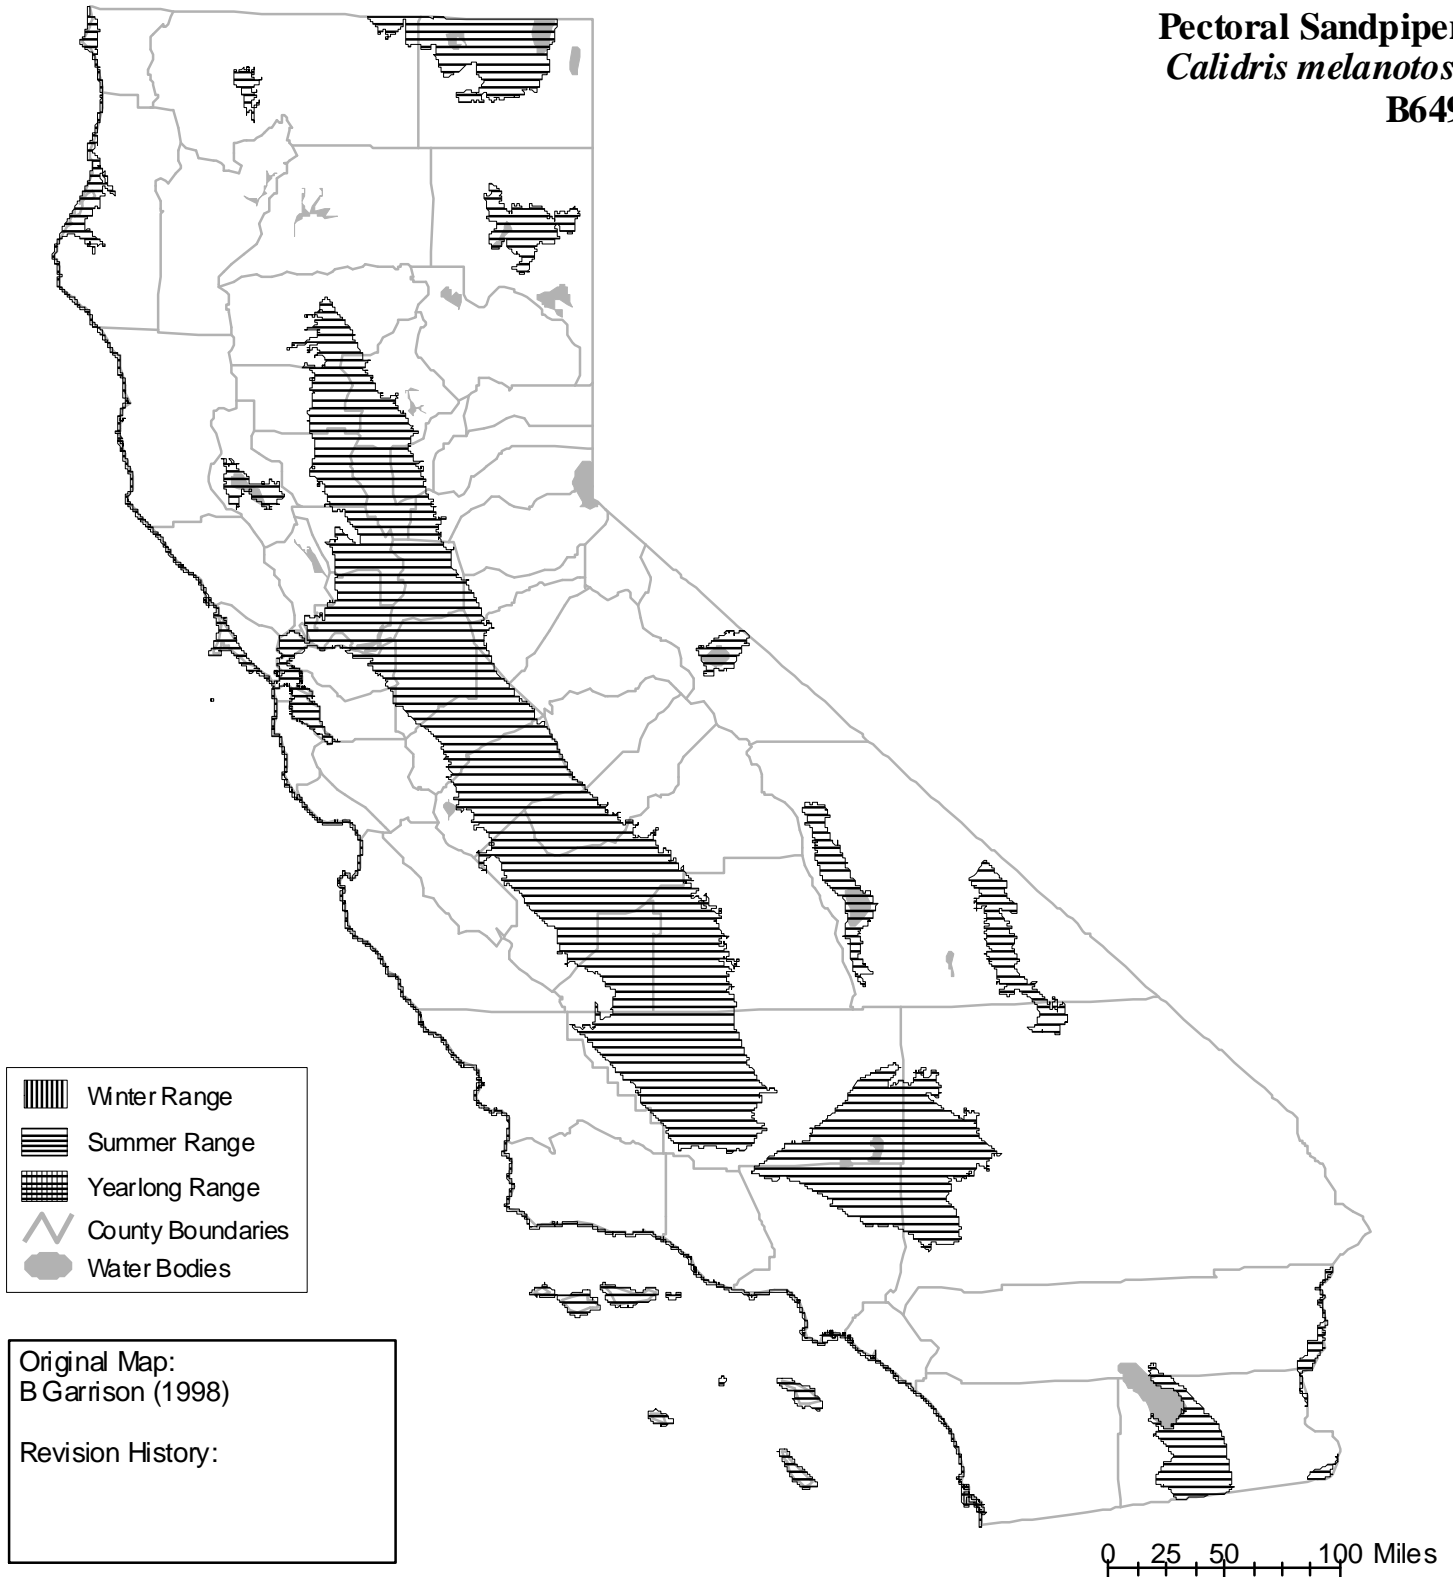 Pectoral Sandpiper
Calidris melanotos
B649
Winter Range
Summer Range
Yearlong Range
County Boundaries
Water Bodies
Original Map:
B Garrison (1998)
Revision History:
0 25 50 100 Miles